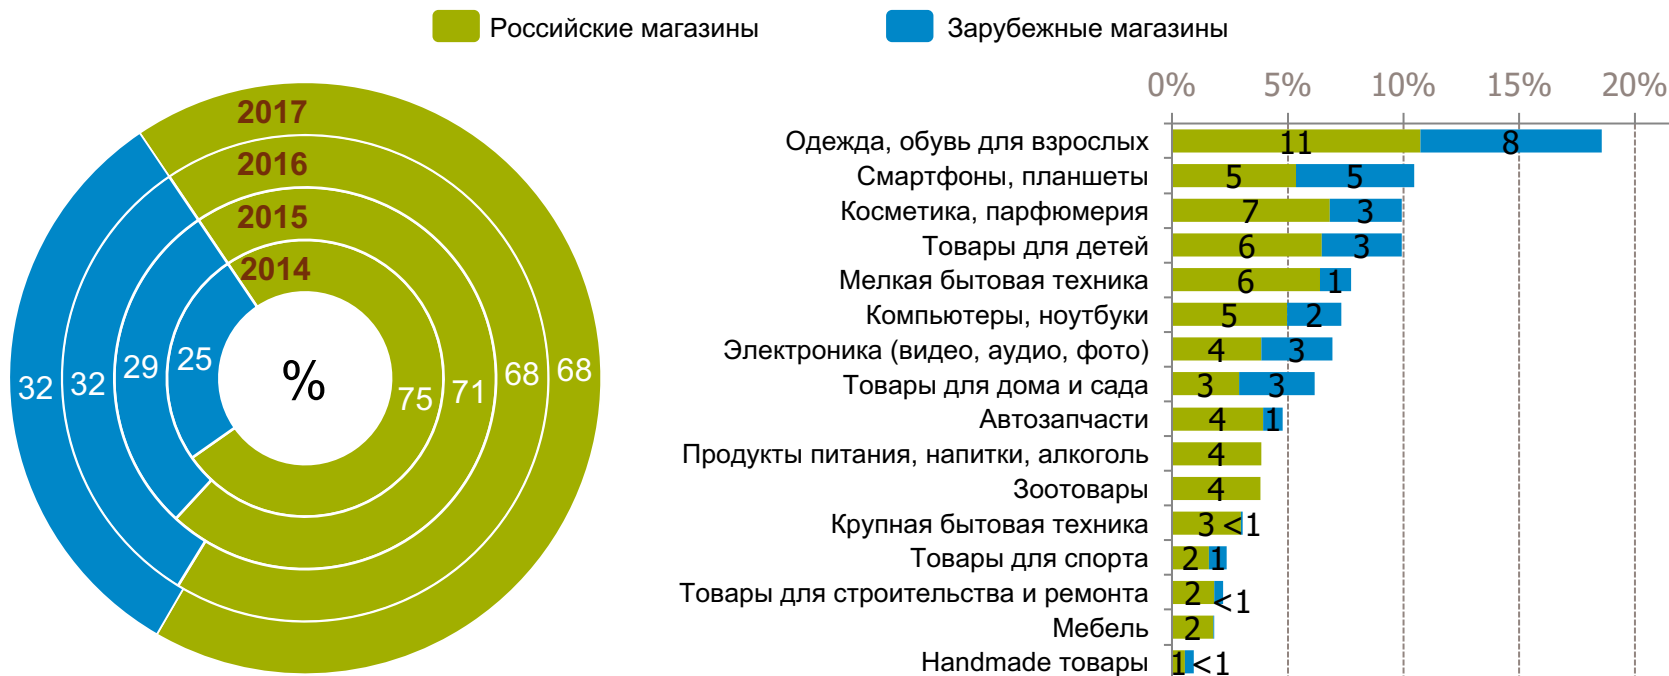 Российские магазины
Зарубежные магазины
2017
2016
2015
2014
32
32
29
25
%
75
71
68
68
0% 5% 10% 15% 20%
Одежда, обувь для взрослых 11 8
Смартфоны, планшеты 5 5
Косметика, парфюмерия 7 3
Товары для детей 6 3
Мелкая бытовая техника 6 1
Компьютеры, ноутбуки 5 2
Электроника (видео, аудио, фото) 4 3
Товары для дома и сада 3 3
Автозапчасти 4 1
Продукты питания, напитки, алкоголь 4
Зоотовары 4
Крупная бытовая техника 3 <1
Товары для спорта 2 1
Товары для строительства и ремонта 2 <1
Мебель 2
Handmade товары 1 <1